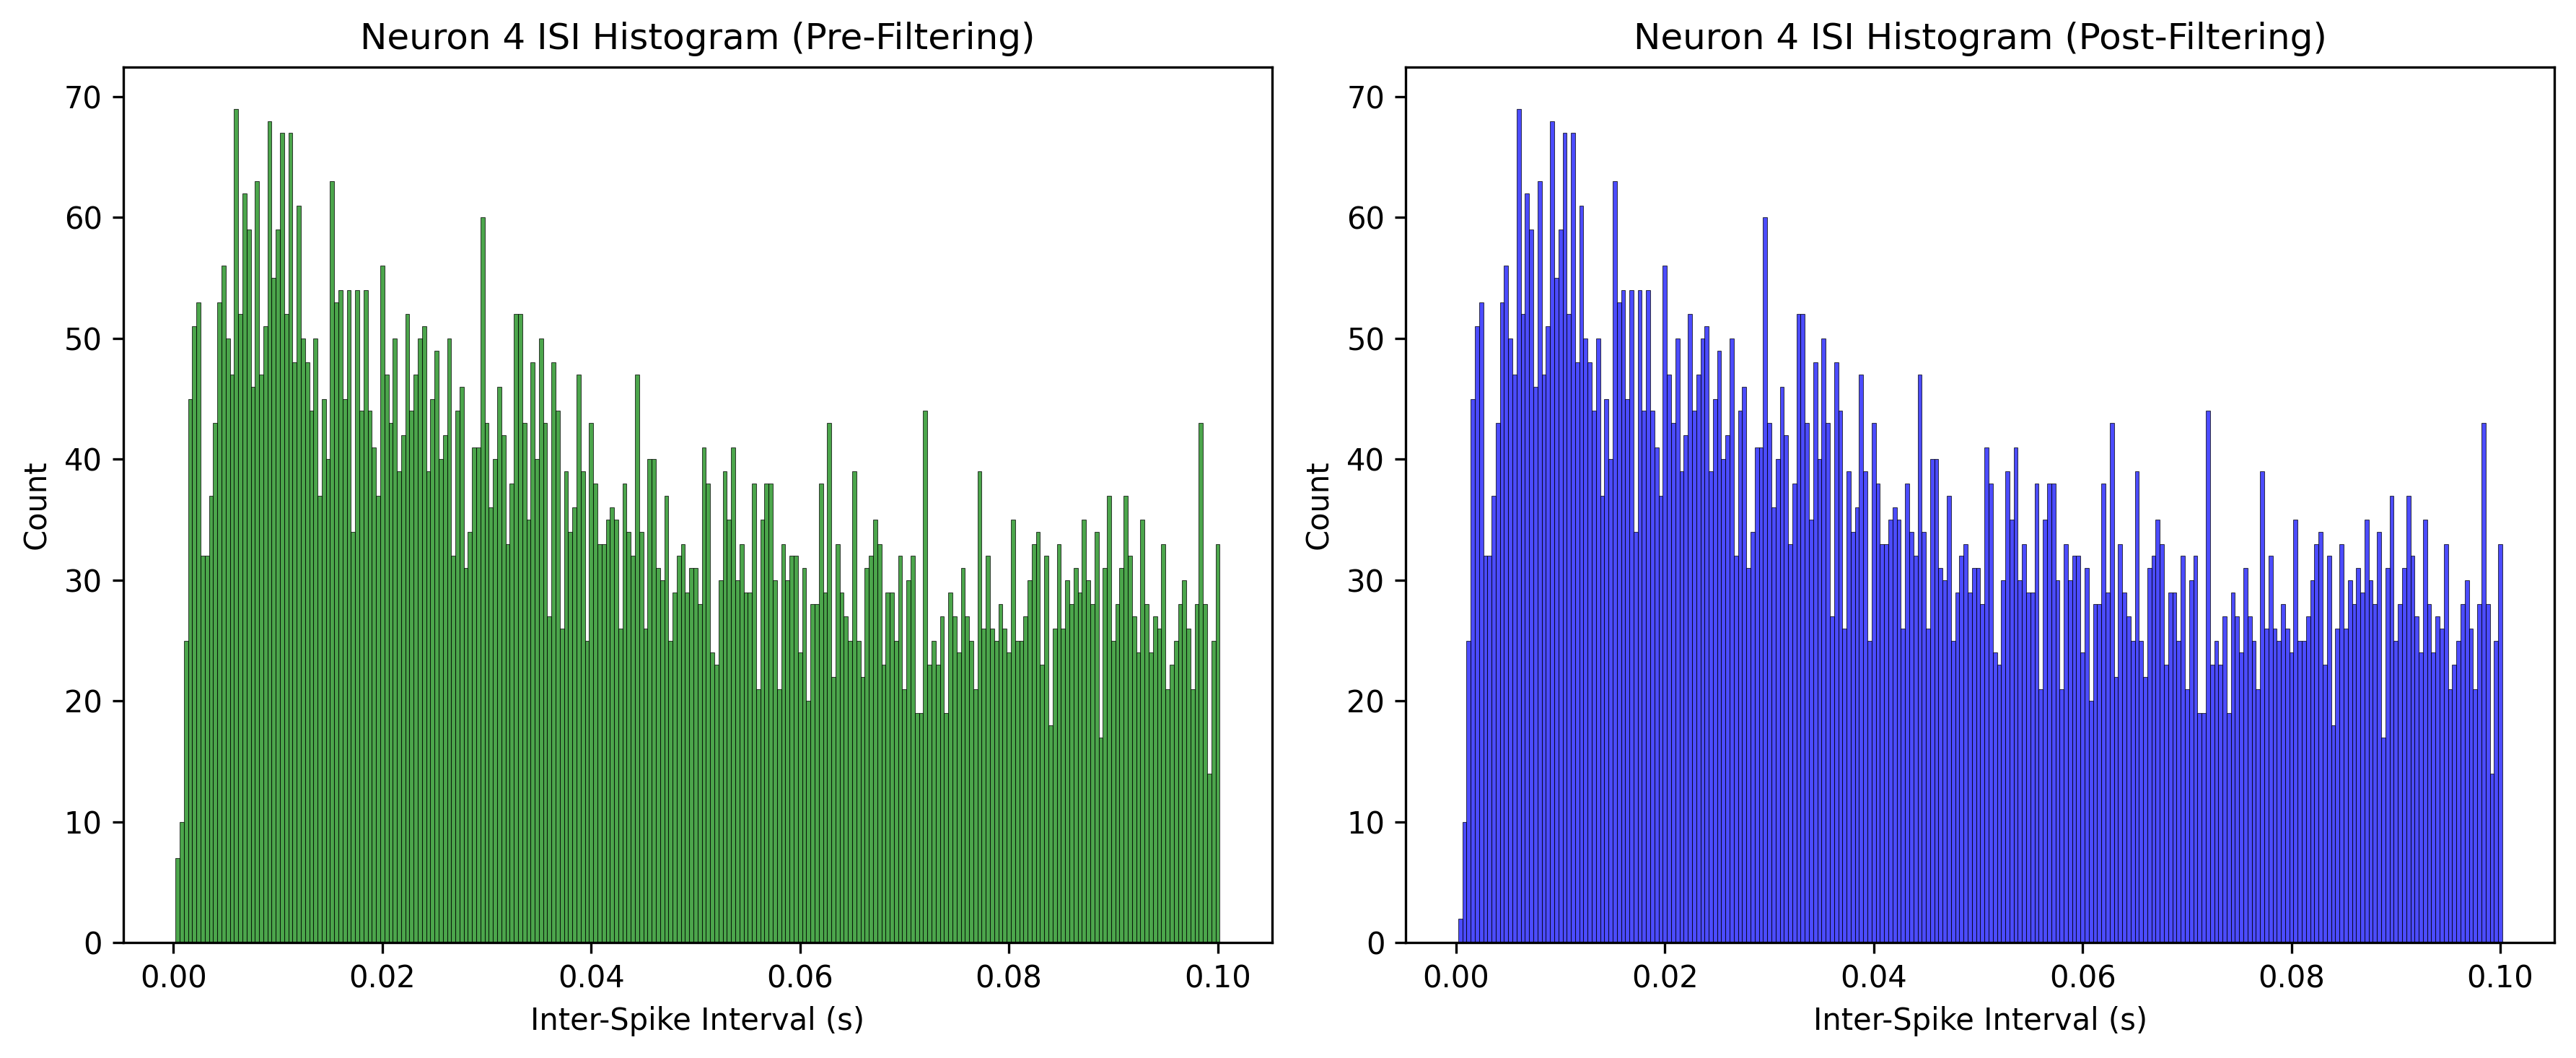 Neuron 4 ISI Histogram (Pre-Filtering)
70
60
50
40
30
20
10
0
Count
0.00 0.02 0.04 0.06 0.08 0.10
Inter-Spike Interval (s)
Neuron 4 ISI Histogram (Post-Filtering)
70
60
50
40
30
20
10
0
Count
0.00 0.02 0.04 0.06 0.08 0.10
Inter-Spike Interval (s)